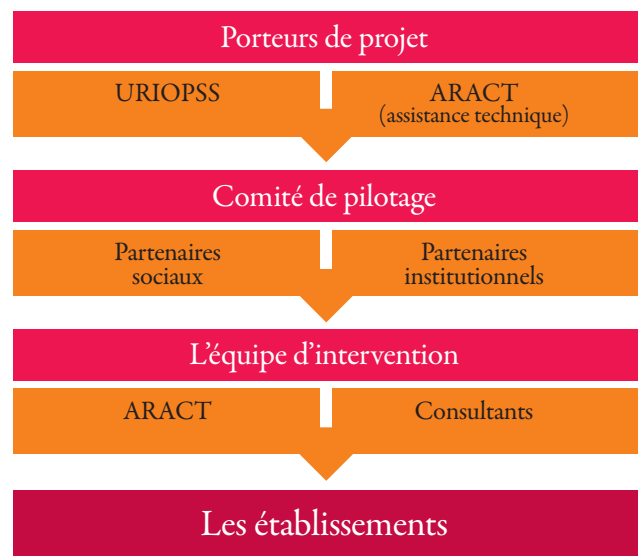 Porteurs de projet
URIOPSS
ARACT
(assistance technique)
Comité de pilotage
Partenaires
sociaux
Partenaires
institutionnels
L'équipe d'intervention
ARACT
Consultants
Les établissements